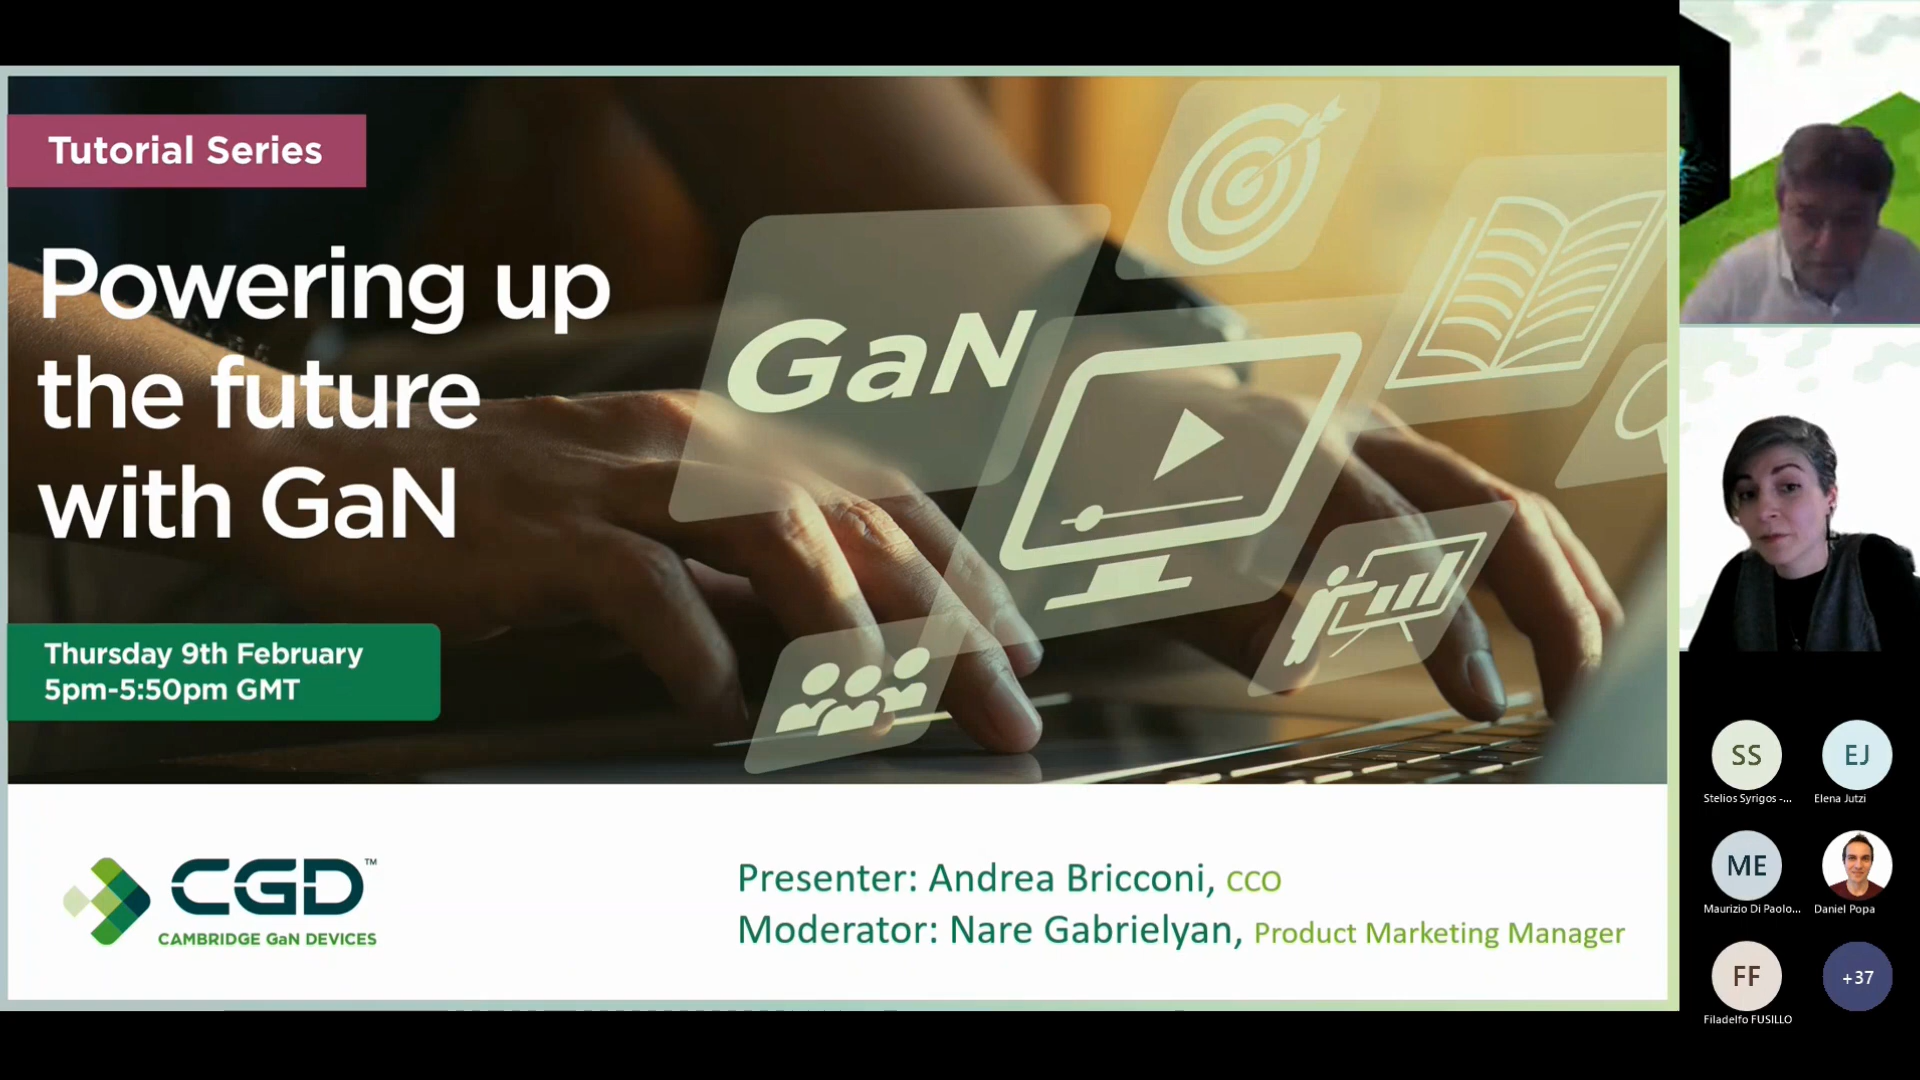 Tutorial Series
Powering up
the future
with GaN
GaN
Thursday 9th February
5pm-5:50pm GMT
CGD™
CAMBRIDGE GaN DEVICES
Presenter: Andrea Bricconi, CCO
Moderator: Nare Gabrielyan, Product Marketing Manager
SS
Stelios Syrigos -...
EJ
Elena Jutzi
ME
Maurizio Di Paolo...
Daniel Popa
FF
Filadelfo FUSILLO
+37